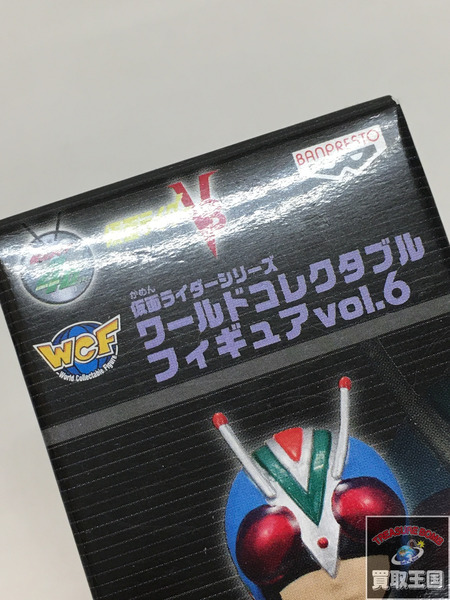 BANPRESTO
V
かめん
仮面ライダーシリーズ
ワールドコレクタブル
フィギュアvol.6
WCF
World Collectable Figure
TREASURE BOMB
買取王国